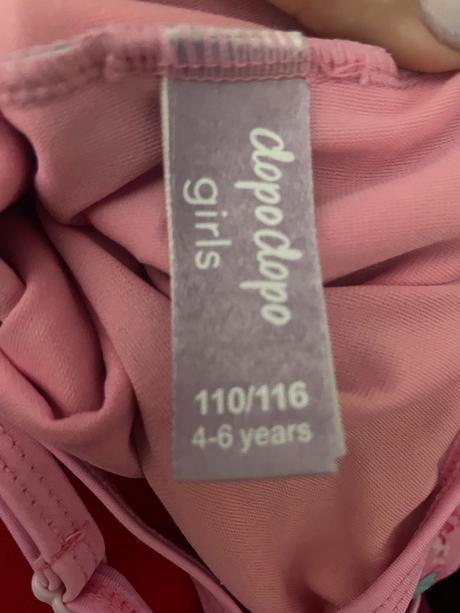 dopodopo
girls
110/116
4-6 years